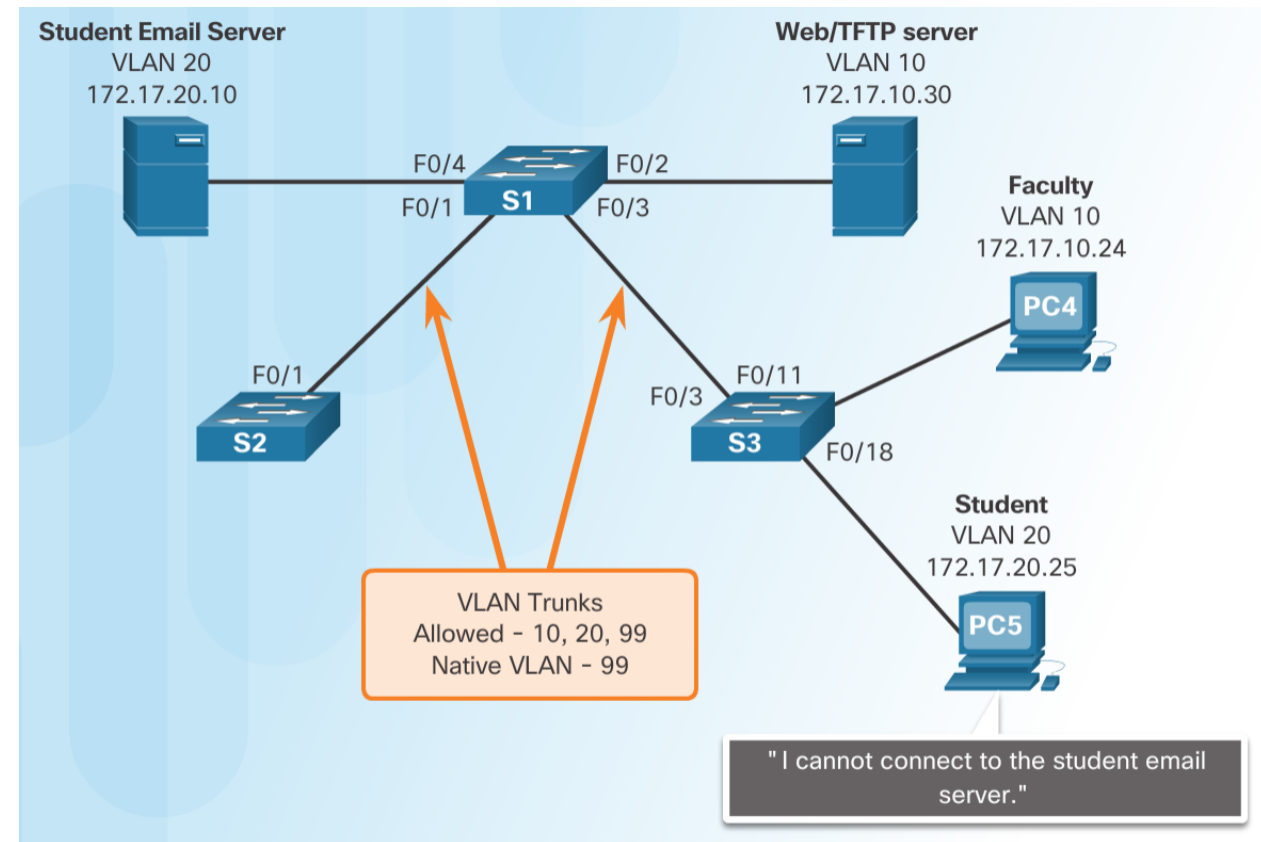 Student Email Server
VLAN 20
172.17.20.10
Web/TFTP server
VLAN 10
172.17.10.30
F0/4
F0/2
S1
F0/1
F0/3
Faculty
VLAN 10
172.17.10.24
PC4
F0/1
F0/11
F0/3
S2
S3
F0/18
Student
VLAN 20
172.17.20.25
PC5
VLAN Trunks
Allowed - 10, 20, 99
Native VLAN - 99
"I cannot connect to the student email
server."